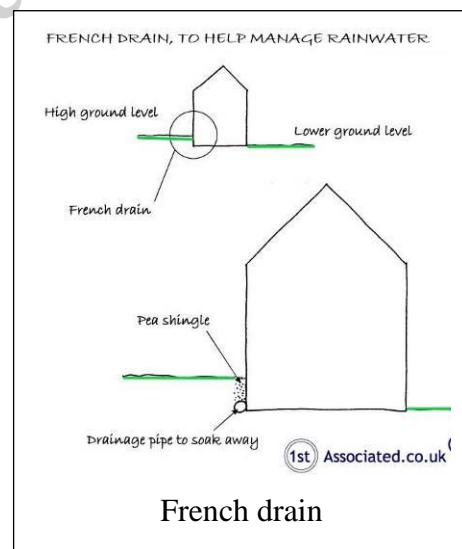 FRENCH DRAIN, TO HELP MANAGE RAINWATER
High ground level
Lower ground level
French drain
Pea shingle
Drainage pipe to soak away
1st Associated.co.uk
French drain